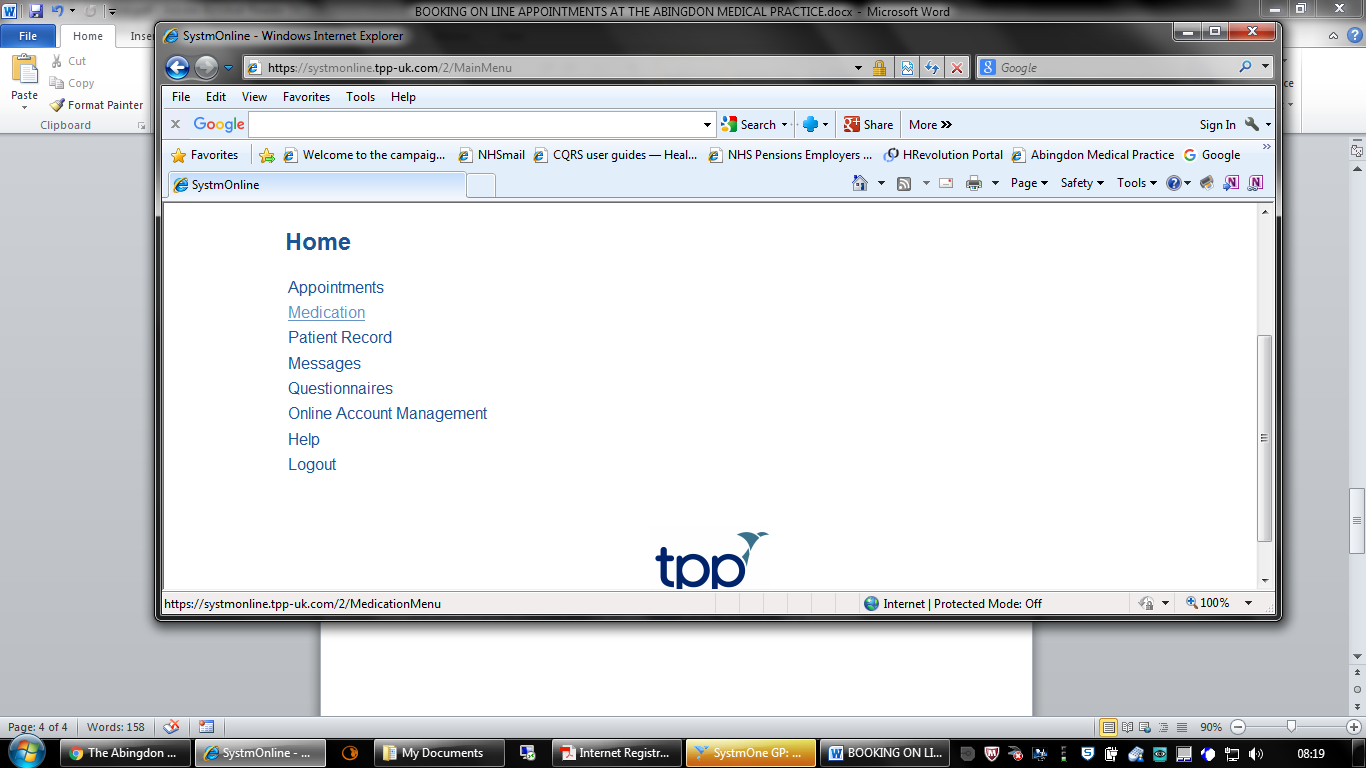 BOOKING ON LINE APPOINTMENTS AT THE ABINGDON MEDICAL PRACTICE.docx - Microsoft Word
File Home Inser
Cut
Copy
Paste
Format Painter
Clipboard
SystmOnline - Windows Internet Explorer
https://systmonline.tpp-uk.com/2/MainMenu
Google
File Edit View Favorites Tools Help
x Google Search Share More Sign In
Favorites Welcome to the campaig... NHSmail CQRS user guides — Heal... NHS Pensions Employers ... HRevolution Portal Abingdon Medical Practice Google
SystmOnline
Page Safety Tools
Home
Appointments
Medication
Patient Record
Messages
Questionnaires
Online Account Management
Help
Logout
tpp
https://systmonline.tpp-uk.com/2/MedicationMenu
Internet | Protected Mode: Off
100%
Page: 4 of 4 Words: 158
90%
The Abingdon ... SystmOnline - ... My Documents Internet Registr... SystmOne GP: ... BOOKING ON LI...
08:19